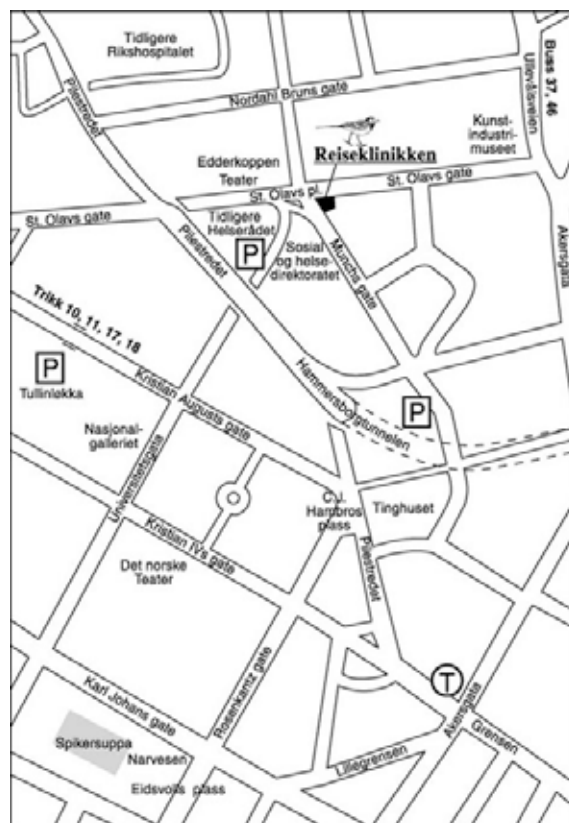 Tidligere
Rikshospitalet
Pilestredet
Nordahl Bruns gate
Ullevålsveien
Buss 37, 46
Kunst-
industri-
museet
Edderkoppen
Teater
Reiseklinikken
St. Olavs pl.
St. Olavs gate
St. Olavs gate
Tidligere
Helserådet
P
Pilestredet
Sosial
og helse-
direktoratet
Munchs gate
Akersgata
Trikk 10, 11, 17, 18
P
Tullinløkka
Kristian Augusts gate
Hammersborgtunnelen
P
Nasjonal-
galleriet
Universitetsgata
C.J.
Hambros
plass
Tinghuset
Kristian IVs gate
Pilestredet
Det norske
Teater
Rosenkantz gate
T
Akersgata
Grensen
Karl Johans gate
Lillegrensen
Spikersuppa
Narvesen
Eidsvolls plass